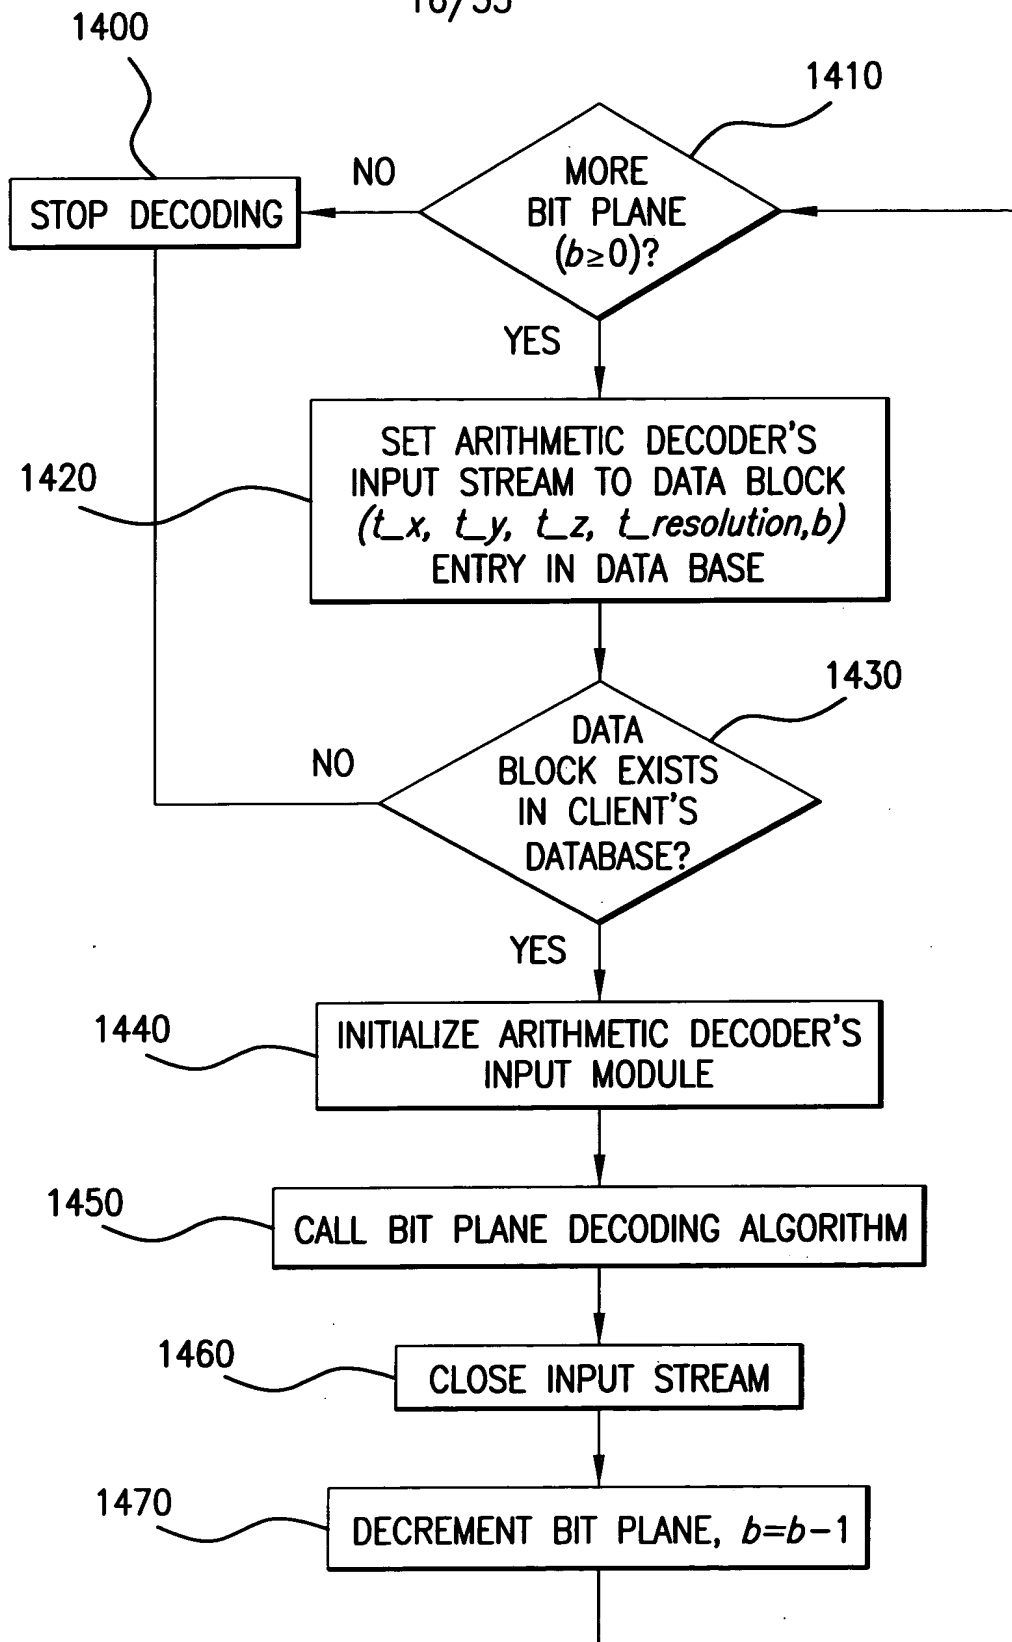 16/55
1400
1410
NO
MORE
BIT PLANE
(b≥0)?
STOP DECODING
YES
SET ARITHMETIC DECODER'S
INPUT STREAM TO DATA BLOCK
(t_x, t_y, t_z, t_resolution,b)
ENTRY IN DATA BASE
1420
1430
DATA
BLOCK EXISTS
IN CLIENT'S
DATABASE?
NO
YES
1440
INITIALIZE ARITHMETIC DECODER'S
INPUT MODULE
1450
CALL BIT PLANE DECODING ALGORITHM
1460
CLOSE INPUT STREAM
1470
DECREMENT BIT PLANE, b=b-1